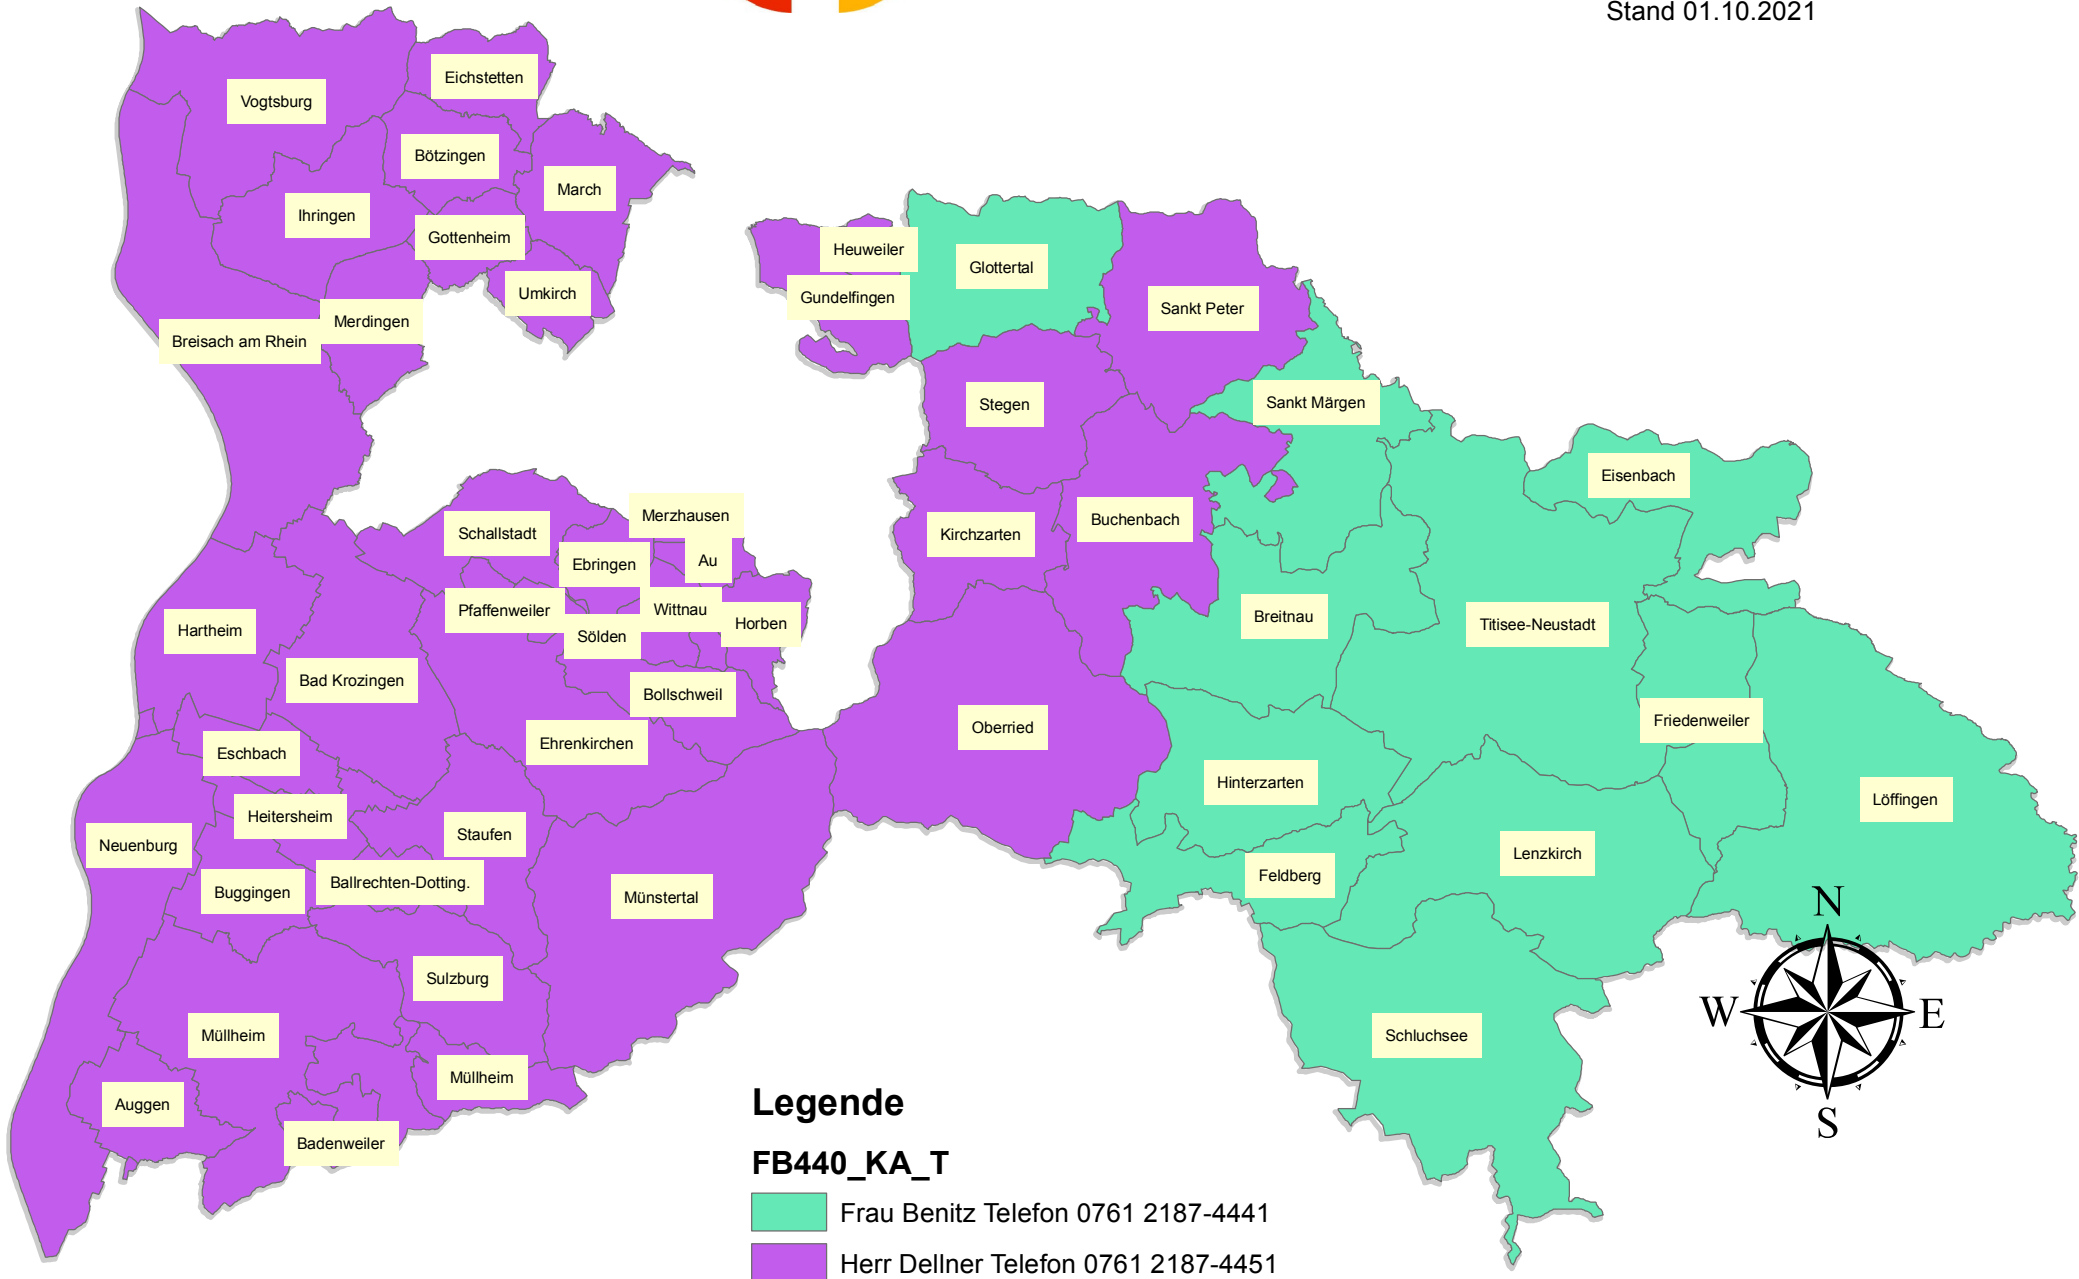 Stand 01.10.2021
Eichstetten
Vogtsburg
Bötzingen
March
Ihringen
Gottenheim
Heuweiler
Glottertal
Umkirch
Gundelfingen
Sankt Peter
Merdingen
Breisach am Rhein
Sankt Märgen
Stegen
Eisenbach
Merzhausen
Buchenbach
Schallstadt
Kirchzarten
Au
Ebringen
Pfaffenweiler
Wittnau
Breitnau
Horben
Titisee-Neustadt
Hartheim
Sölden
Bad Krozingen
Bollschweil
Friedenweiler
Oberried
Ehrenkirchen
Eschbach
Hinterzarten
Löffingen
Heitersheim
Staufen
Neuenburg
Lenzkirch
Feldberg
Ballrechten-Dotting.
Buggingen
Münstertal
N
Sulzburg
W
E
Müllheim
Schluchsee
Müllheim
Auggen
S
Badenweiler
Legende
FB440_KA_T
Frau Benitz Telefon 0761 2187-4441
Herr Dellner Telefon 0761 2187-4451